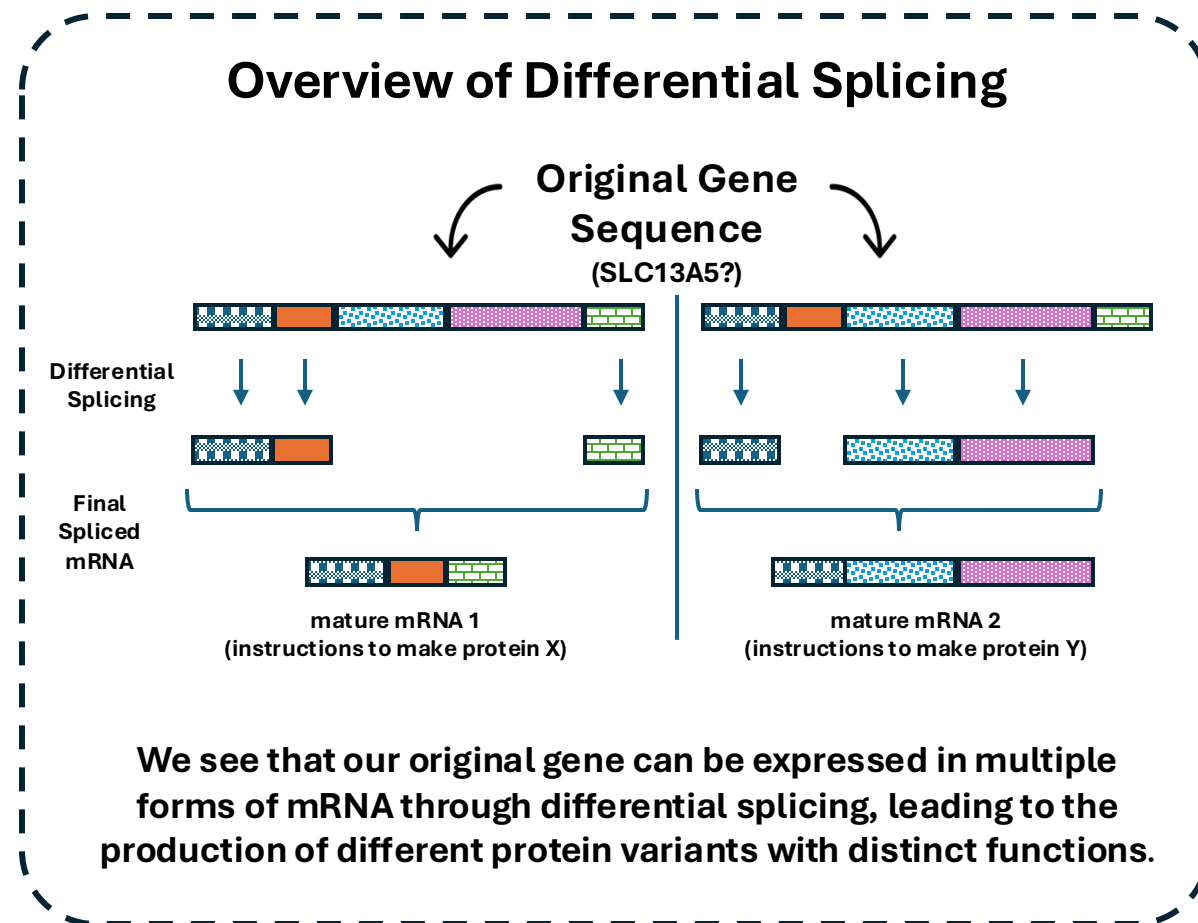 Overview of Differential Splicing
Original Gene
Sequence
(SLC13A5?)
Differential
Splicing
Final
Spliced
mRNA
mature mRNA 1
(instructions to make protein X)
mature mRNA 2
(instructions to make protein Y)
We see that our original gene can be expressed in multiple
forms of mRNA through differential splicing, leading to the
production of different protein variants with distinct functions.